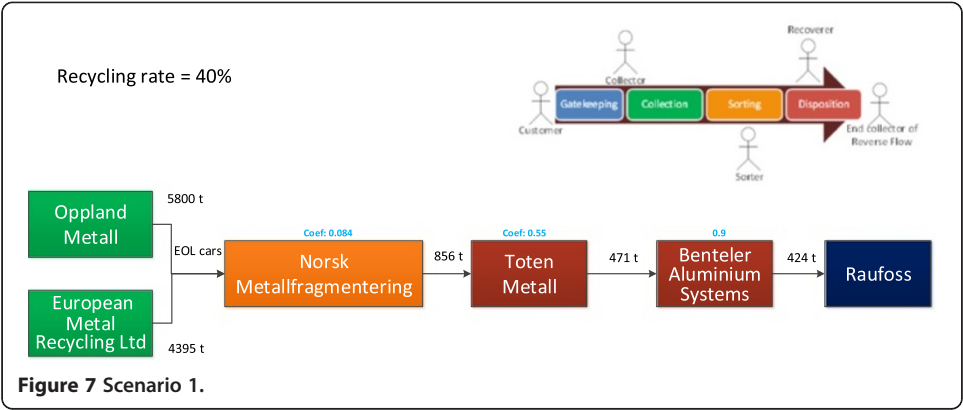 Recycling rate = 40%
Recoverer
Collector
Gatekeeping
Collection
Sorting
Disposition
Customer
End collector of
Reverse Flow
Sorter
5800 t
Oppland
Metall
EOL cars
European
Metal
Recycling Ltd
4395 t
Coef: 0.084
Norsk
Metallfragmentering
856 t
Coef: 0.55
Toten
Metall
471 t
0.9
Benteler
Aluminium
Systems
424 t
Raufoss
Figure 7 Scenario 1.